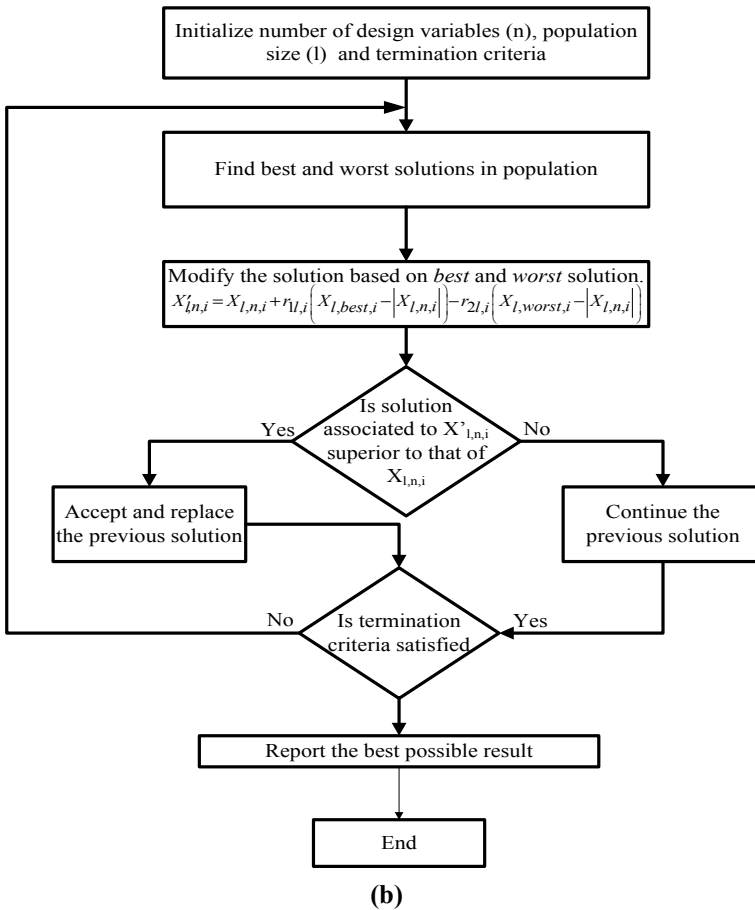 Initialize number of design variables (n), population
size (l) and termination criteria
Find best and worst solutions in population
Modify the solution based on best and worst solution.
X'l,n,i = Xl,n,i + r1l,i(Xl,best,i − |Xl,n,i|) − r2l,i(Xl,worst,i − |Xl,n,i|)
Is solution
Yes associated to X’l,n,i No
superior to that of
Xl,n,i
Accept and replace
the previous solution
Continue the
previous solution
No Is termination Yes
criteria satisfied
Report the best possible result
End
(b)